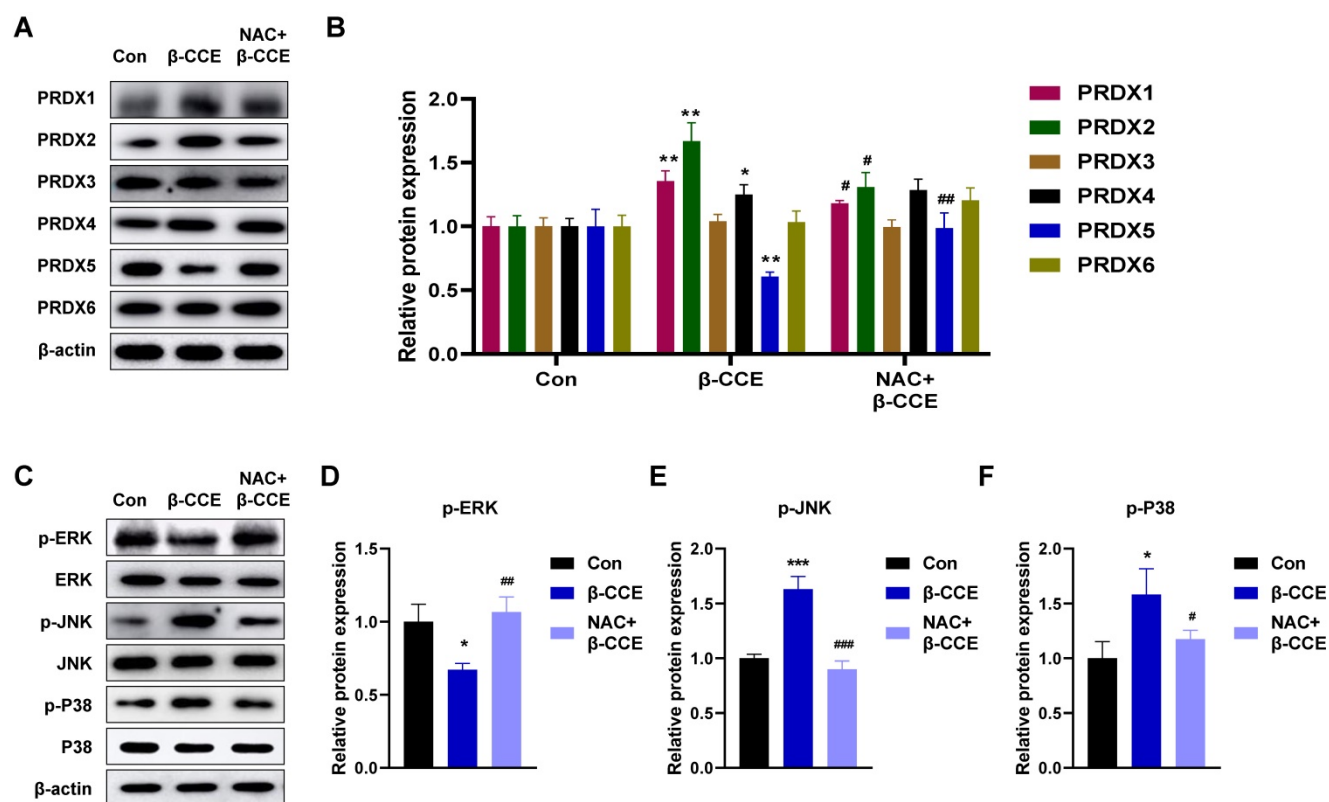 A
Con
β-CCE
NAC+
β-CCE
PRDX1
PRDX2
PRDX3
PRDX4
PRDX5
PRDX6
β-actin
B
Relative protein expression
2.0
1.5
1.0
0.5
0.0
**
**
*
**
#
#
##
Con
β-CCE
NAC+
β-CCE
PRDX1
PRDX2
PRDX3
PRDX4
PRDX5
PRDX6
C
Con
β-CCE
NAC+
β-CCE
p-ERK
ERK
p-JNK
JNK
p-P38
P38
β-actin
D
p-ERK
Relative protein expression
1.5
1.0
0.5
0.0
*
##
Con
β-CCE
NAC+
β-CCE
E
p-JNK
Relative protein expression
2.0
1.5
1.0
0.5
0.0
***
###
Con
β-CCE
NAC+
β-CCE
F
p-P38
Relative protein expression
2.0
1.5
1.0
0.5
0.0
*
#
Con
β-CCE
NAC+
β-CCE